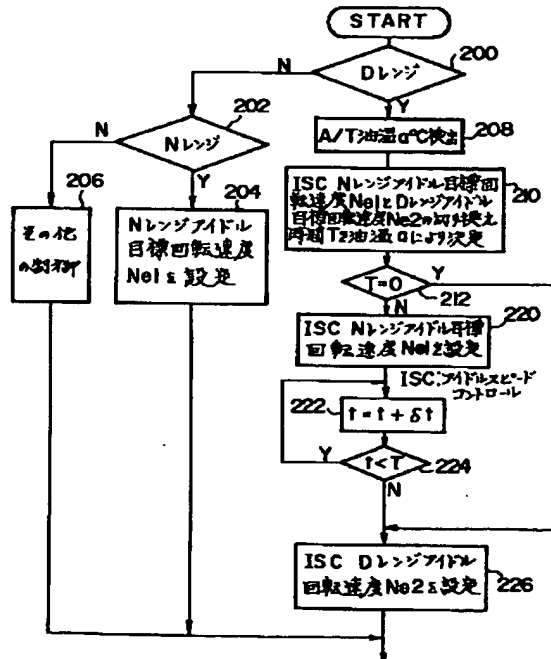 START
200
Dレンジ
N
Y
202
Nレンジ
N
Y
A/T油温a℃検出
208
206
その他
の制御
204
Nレンジアイドル
目標回転速度
Ne1を設定
ISC Nレンジアイドル目標回
転速度Ne1とDレンジアイドル
目標回転速度Ne2の切り換え
時間Tを油温aにより決定
210
T=0
Y
212
N
220
ISC Nレンジアイドル目標
回転速度Ne1を設定
ISC:アイドルスピード
コントロール
222
t=t+δt
Y
t<T
224
N
ISC Dレンジアイドル
回転速度Ne2を設定
226